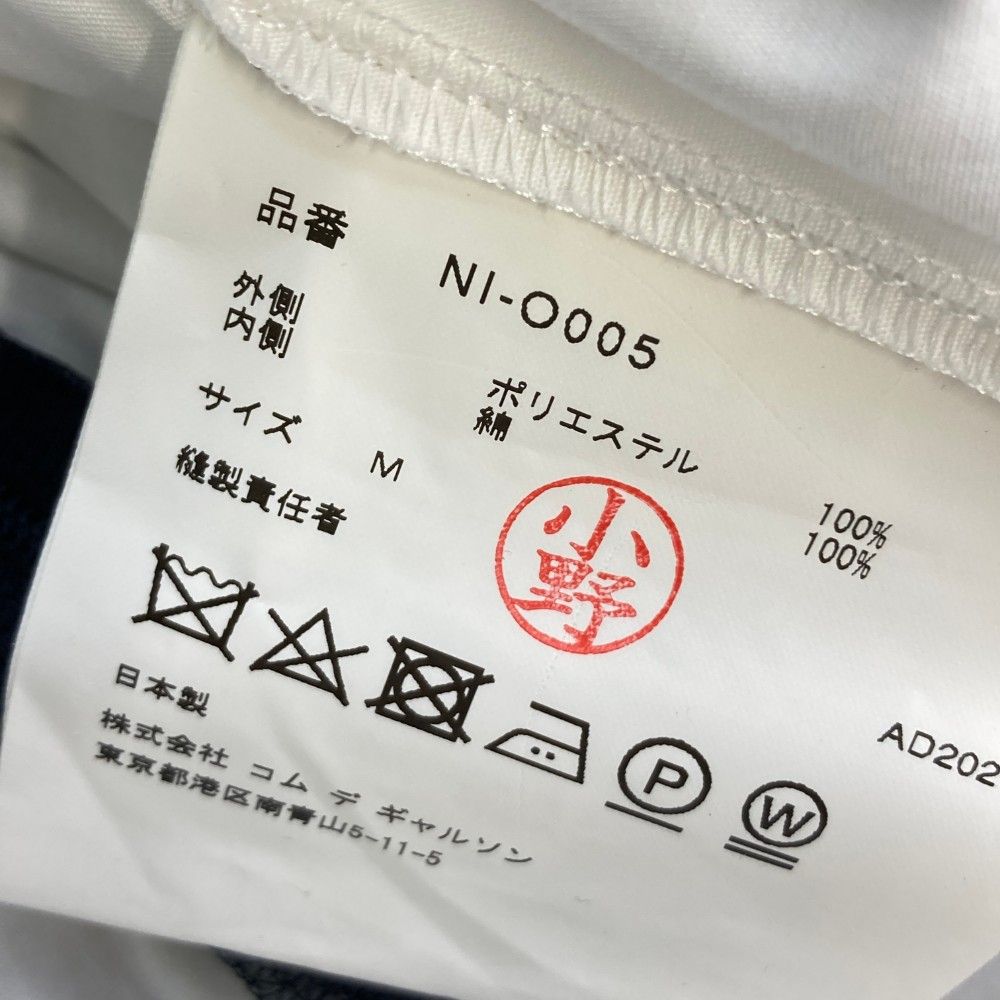 品番 NI-O005
外側 ポリエステル 100%
内側 綿 100%
サイズ M
縫製責任者
小野
P
W
AD202
日本製
株式会社 コム デ ギャルソン
東京都港区南青山5-11-5